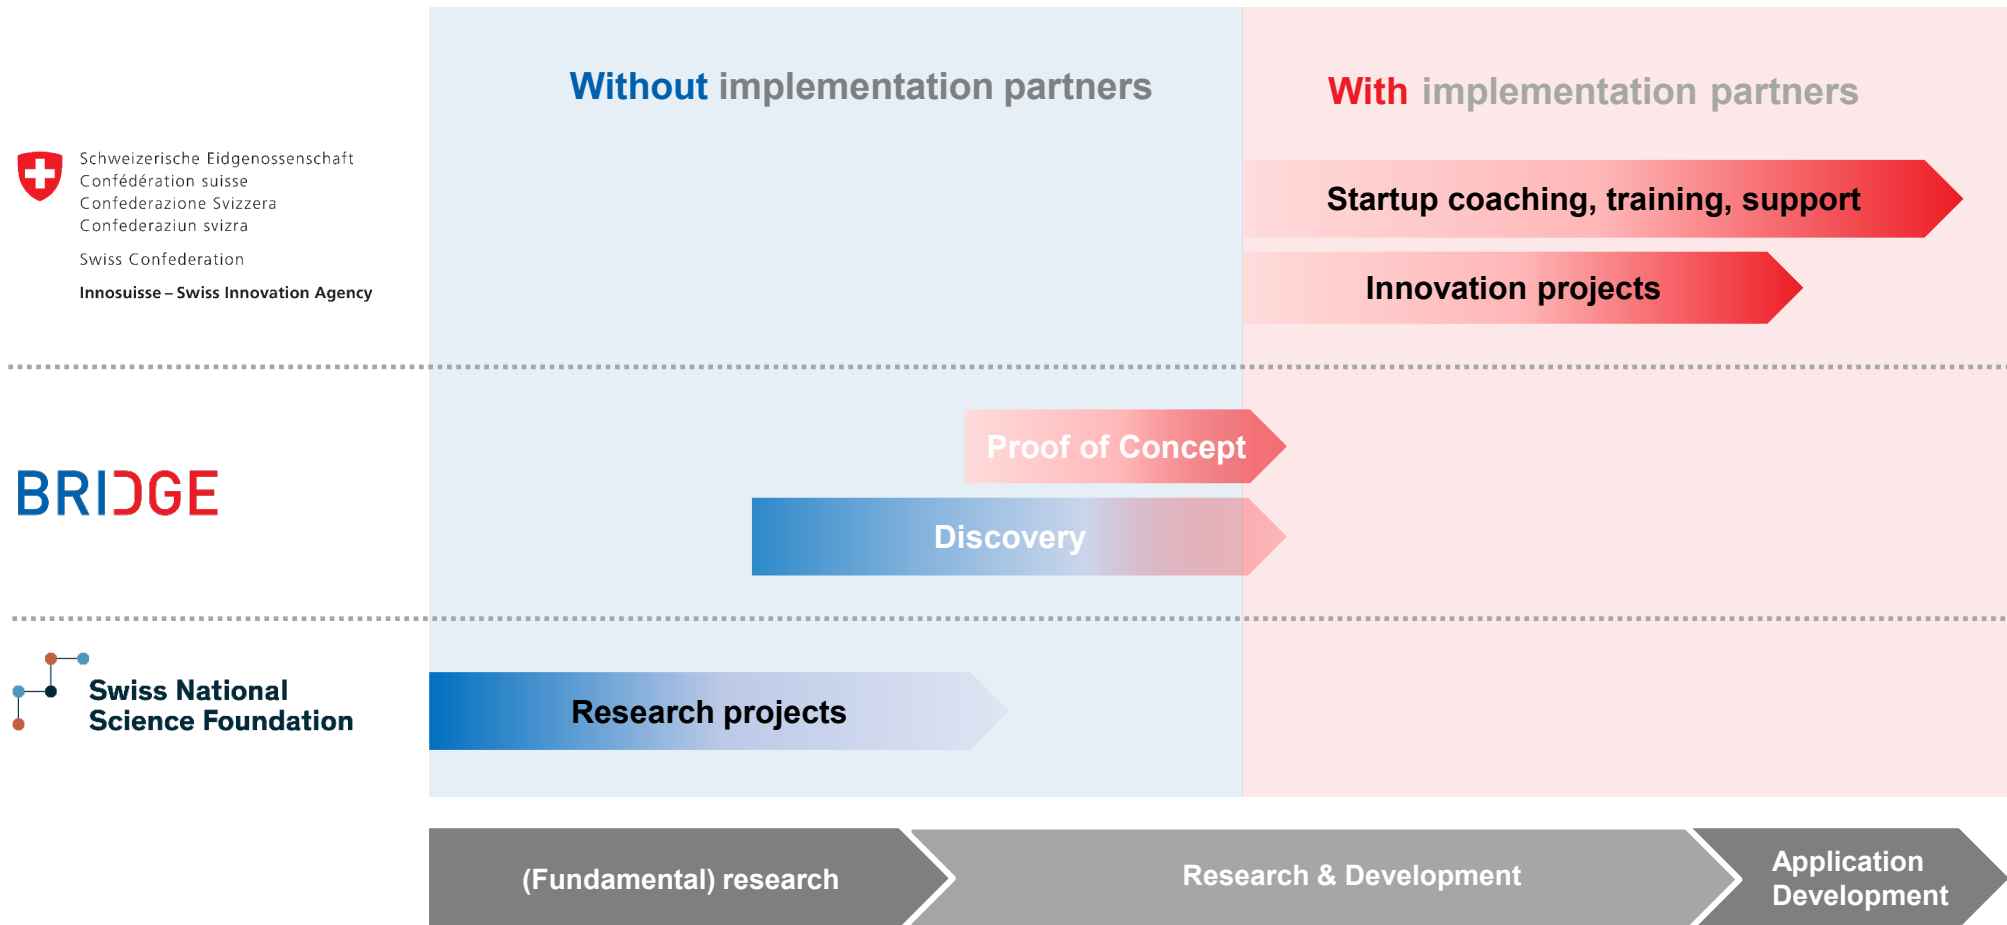 Without implementation partners
With implementation partners
Schweizerische Eidgenossenschaft
Confédération suisse
Confederazione Svizzera
Confederaziun svizra
Swiss Confederation
Innosuisse – Swiss Innovation Agency
Startup coaching, training, support
Innovation projects
BRIDGE
Proof of Concept
Discovery
Swiss National
Science Foundation
Research projects
(Fundamental) research
Research & Development
Application
Development